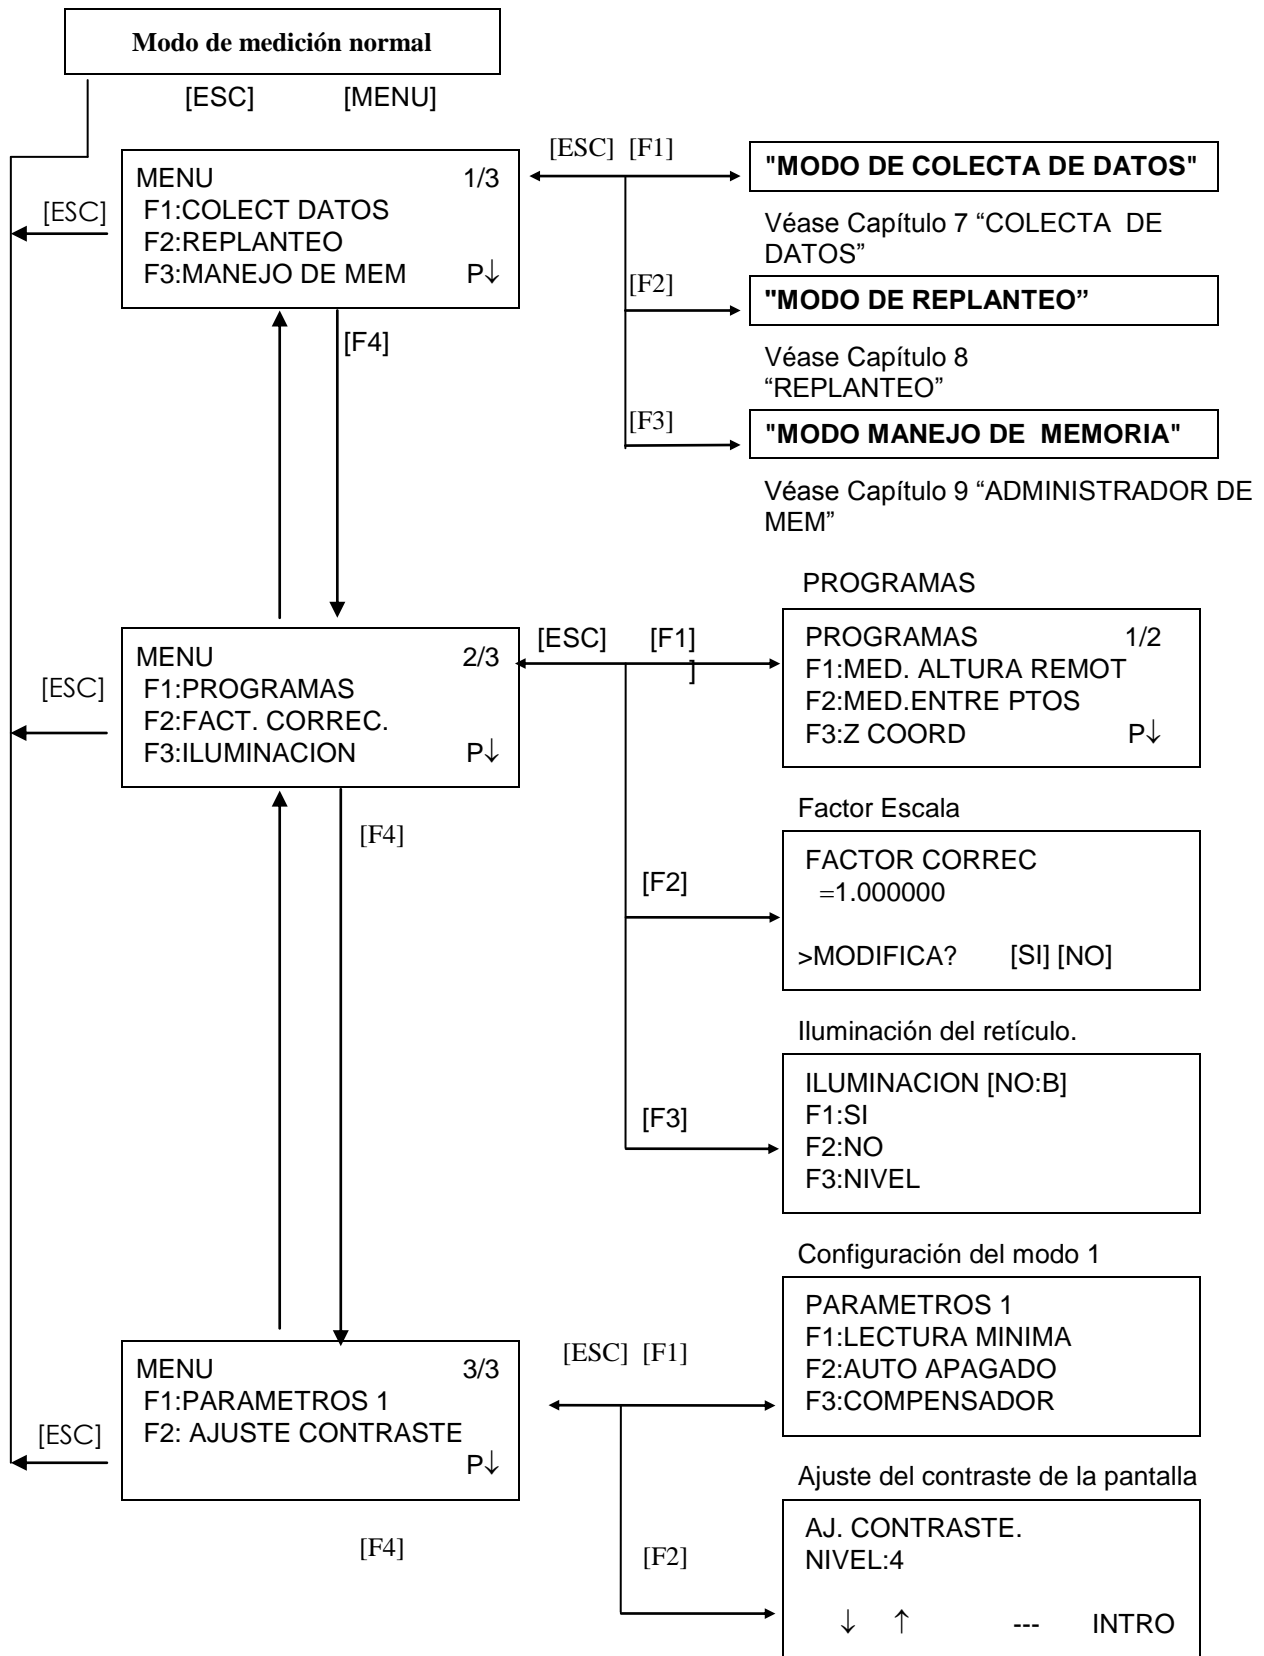 Modo de medición normal
[ESC] [MENU]
[ESC] [F1]
MENU 1/3
F1:COLECT DATOS
F2:REPLANTEO
F3:MANEJO DE MEM P↓
[ESC]
"MODO DE COLECTA DE DATOS"
Véase Capítulo 7 “COLECTA DE
DATOS”
[F2]
"MODO DE REPLANTEO”
Véase Capítulo 8
“REPLANTEO”
[F3]
"MODO MANEJO DE MEMORIA"
Véase Capítulo 9 “ADMINISTRADOR DE
MEM”
[F4]
MENU 2/3
F1:PROGRAMAS
F2:FACT. CORREC.
F3:ILUMINACION P↓
[ESC]
[ESC] [F1]
]
PROGRAMAS
PROGRAMAS 1/2
F1:MED. ALTURA REMOT
F2:MED.ENTRE PTOS
F3:Z COORD P↓
[F4]
Factor Escala
[F2]
FACTOR CORREC
=1.000000
>MODIFICA? [SI] [NO]
Iluminación del retículo.
[F3]
ILUMINACION [NO:B]
F1:SI
F2:NO
F3:NIVEL
MENU 3/3
F1:PARAMETROS 1
F2: AJUSTE CONTRASTE
P↓
[ESC]
[ESC] [F1]
Configuración del modo 1
PARAMETROS 1
F1:LECTURA MINIMA
F2:AUTO APAGADO
F3:COMPENSADOR
[F4]
Ajuste del contraste de la pantalla
[F2]
AJ. CONTRASTE.
NIVEL:4
↓ ↑ --- INTRO